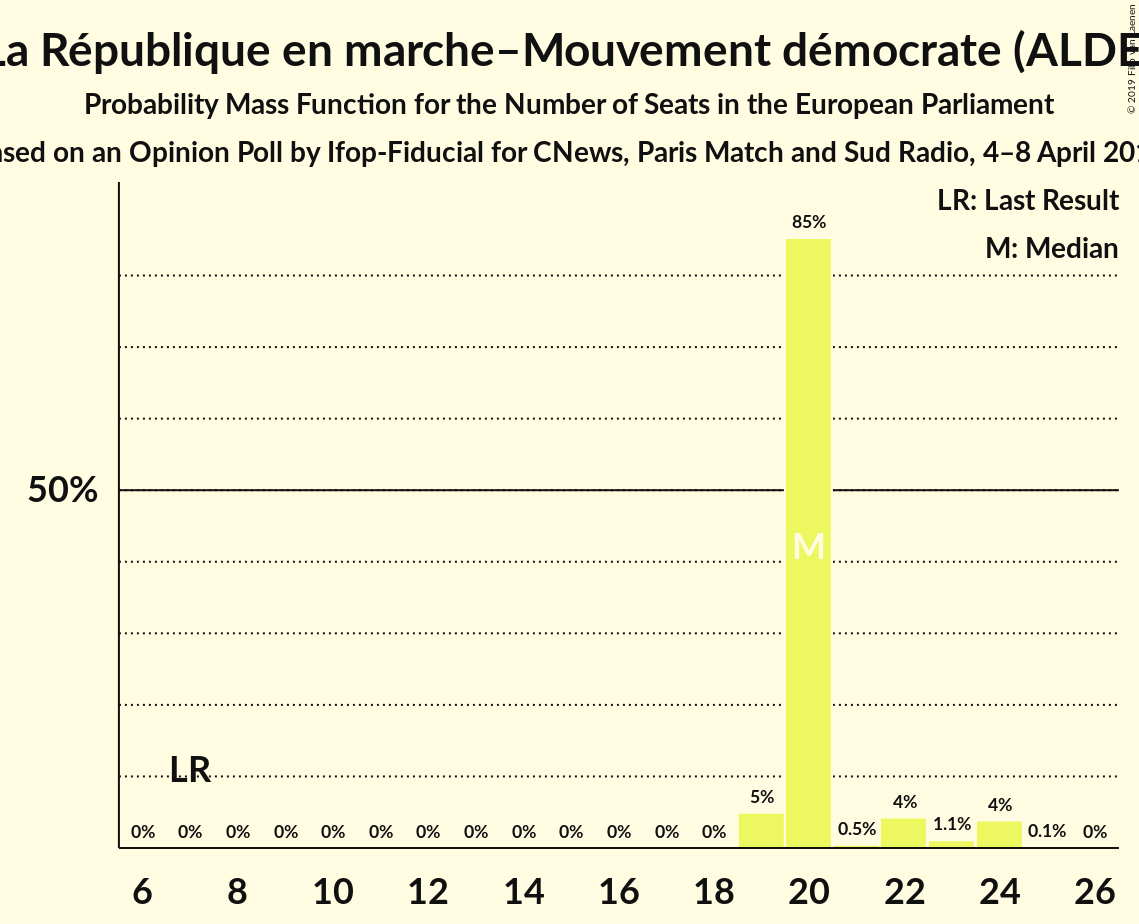 La République en marche–Mouvement démocrate (ALDE
Probability Mass Function for the Number of Seats in the European Parliament
on an Opinion Poll by Ifop-Fiducial for CNews, Paris Match and Sud Radio, 4–8 April
© 2019
LR: Last Result
M: Median
85%
50%
M
LR
5%
4%
4%
1.1%
0.5%
0.1%
0% 0% 0% 0% 0% 0% 0% 0% 0% 0% 0% 0% 0% 0%
6 8 10 12 14 16 18 20 22 24 26